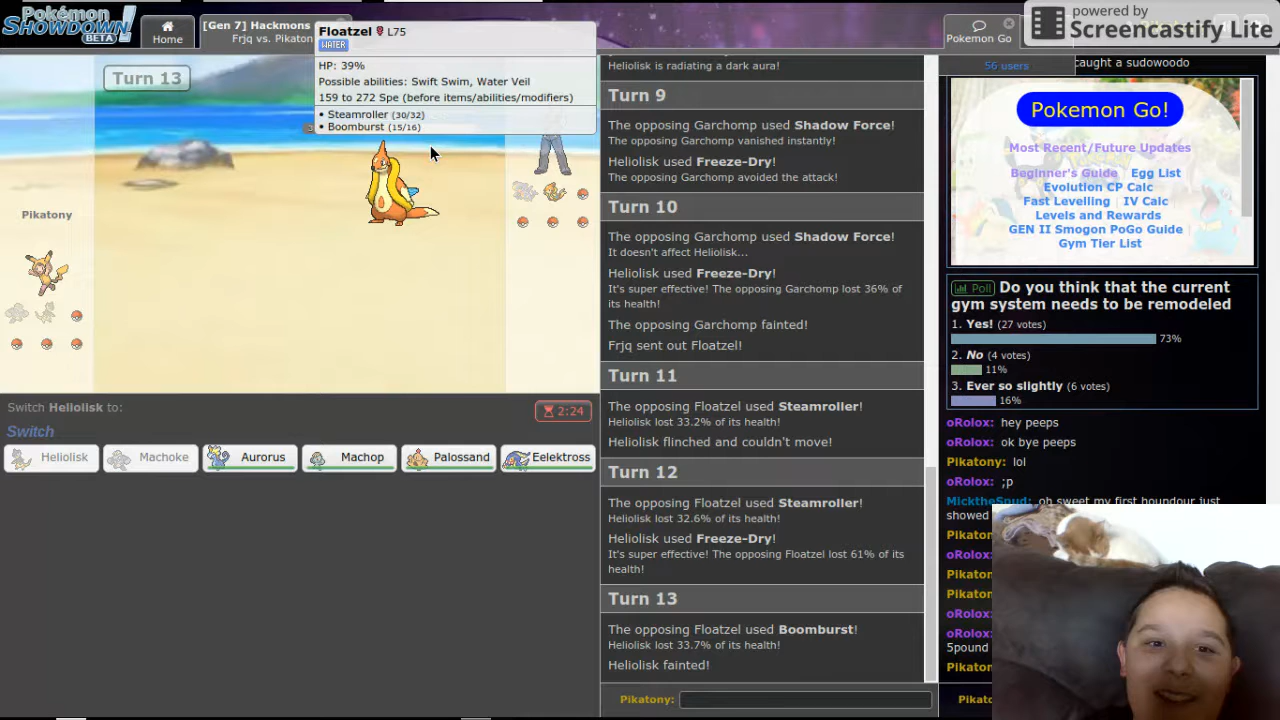 Pokémon
SHOWDOWN!
BETA
Home
[Gen 7] Hackmons
Frjq vs. Pikaton
Floatzel L75
WATER
HP: 39%
Possible abilities: Swift Swim, Water Veil
159 to 272 Spe (before items/abilities/modifiers)
• Steamroller (30/32)
• Boomburst (15/16)
Turn 13
Pikatony
Switch Heliolisk to:
2:24
Switch
Heliolisk
Machoke
Aurorus
Machop
Palossand
Eelektross
Heliolisk is radiating a dark aura!
Turn 9
The opposing Garchomp used Shadow Force!
The opposing Garchomp vanished instantly!
Heliolisk used Freeze-Dry!
The opposing Garchomp avoided the attack!
Turn 10
The opposing Garchomp used Shadow Force!
It doesn't affect Heliolisk...
Heliolisk used Freeze-Dry!
It's super effective! The opposing Garchomp lost 36% of
its health!
The opposing Garchomp fainted!
Frjq sent out Floatzel!
Turn 11
The opposing Floatzel used Steamroller!
Heliolisk lost 33.2% of its health!
Heliolisk flinched and couldn't move!
Turn 12
The opposing Floatzel used Steamroller!
Heliolisk lost 32.6% of its health!
Heliolisk used Freeze-Dry!
It's super effective! The opposing Floatzel lost 61% of its
health!
Turn 13
The opposing Floatzel used Boomburst!
Heliolisk lost 33.7% of its health!
Heliolisk fainted!
Pikatony:
Pokemon Go
powered by
Screencastify Lite
56 users
caught a sudowoodo
Pokemon Go!
Most Recent/Future Updates
Beginner's Guide Egg List
Evolution CP Calc
Fast Levelling IV Calc
Levels and Rewards
GEN II Smogon PoGo Guide
Gym Tier List
Poll Do you think that the current
gym system needs to be remodeled
1. Yes! (27 votes)
73%
2. No (4 votes)
11%
3. Ever so slightly (6 votes)
16%
oRolox: hey peeps
oRolox: ok bye peeps
Pikatony: lol
oRolox: ;p
MicktheSpud: oh sweet my first houndour just
showed
Pikaton
oRolox:
Pikaton
Pikaton
oRolox:
oRolox:
5pound
Pikaton
Pikato